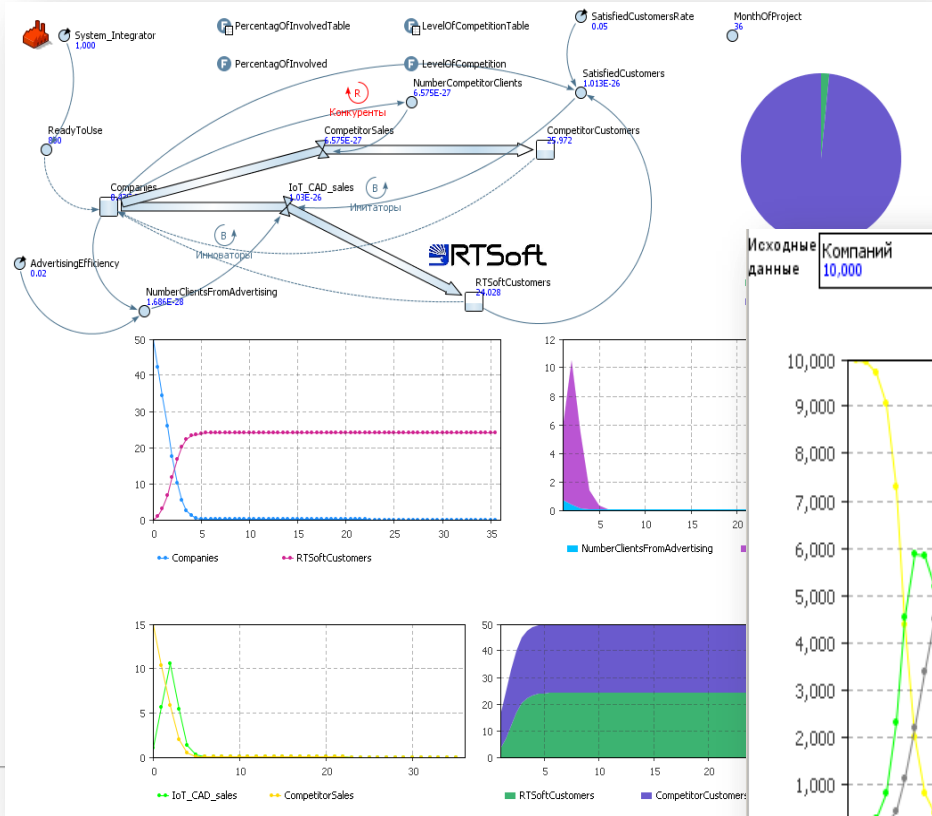 System_Integrator
1,000
PercentagOfInvolvedTable
LevelOfCompetitionTable
SatisfiedCustomersRate
0.05
MonthOfProject
36
F PercentagOfInvolved
F LevelOfCompetition
SatisfiedCustomers
1.013E-26
NumberCompetitorClients
6.575E-27
R
Конкуренты
ReadyToUse
CompetitorSales
6.575E-27
CompetitorCustomers
25.972
Companies
IoT_CAD_sales
1.03E-26
B
Имитаторы
B
Инноваторы
RTSoft
AdvertisingEfficiency
0.02
RTSoftCustomers
24.028
NumberClientsFromAdvertising
1.686E-28
Исходные
данные
Компаний
10,000
50
40
30
20
10
0
0 5 10 15 20 25 30 35
Companies
RTSoftCustomers
12
10
8
6
4
2
0
5 10 15 20
NumberClientsFromAdvertising
15
10
5
0
0 10 20 30
IoT_CAD_sales
CompetitorSales
50
40
30
20
10
0
5 10 15 20
RTSoftCustomers
CompetitorCustomers
10,000
9,000
8,000
7,000
6,000
5,000
4,000
3,000
2,000
1,000